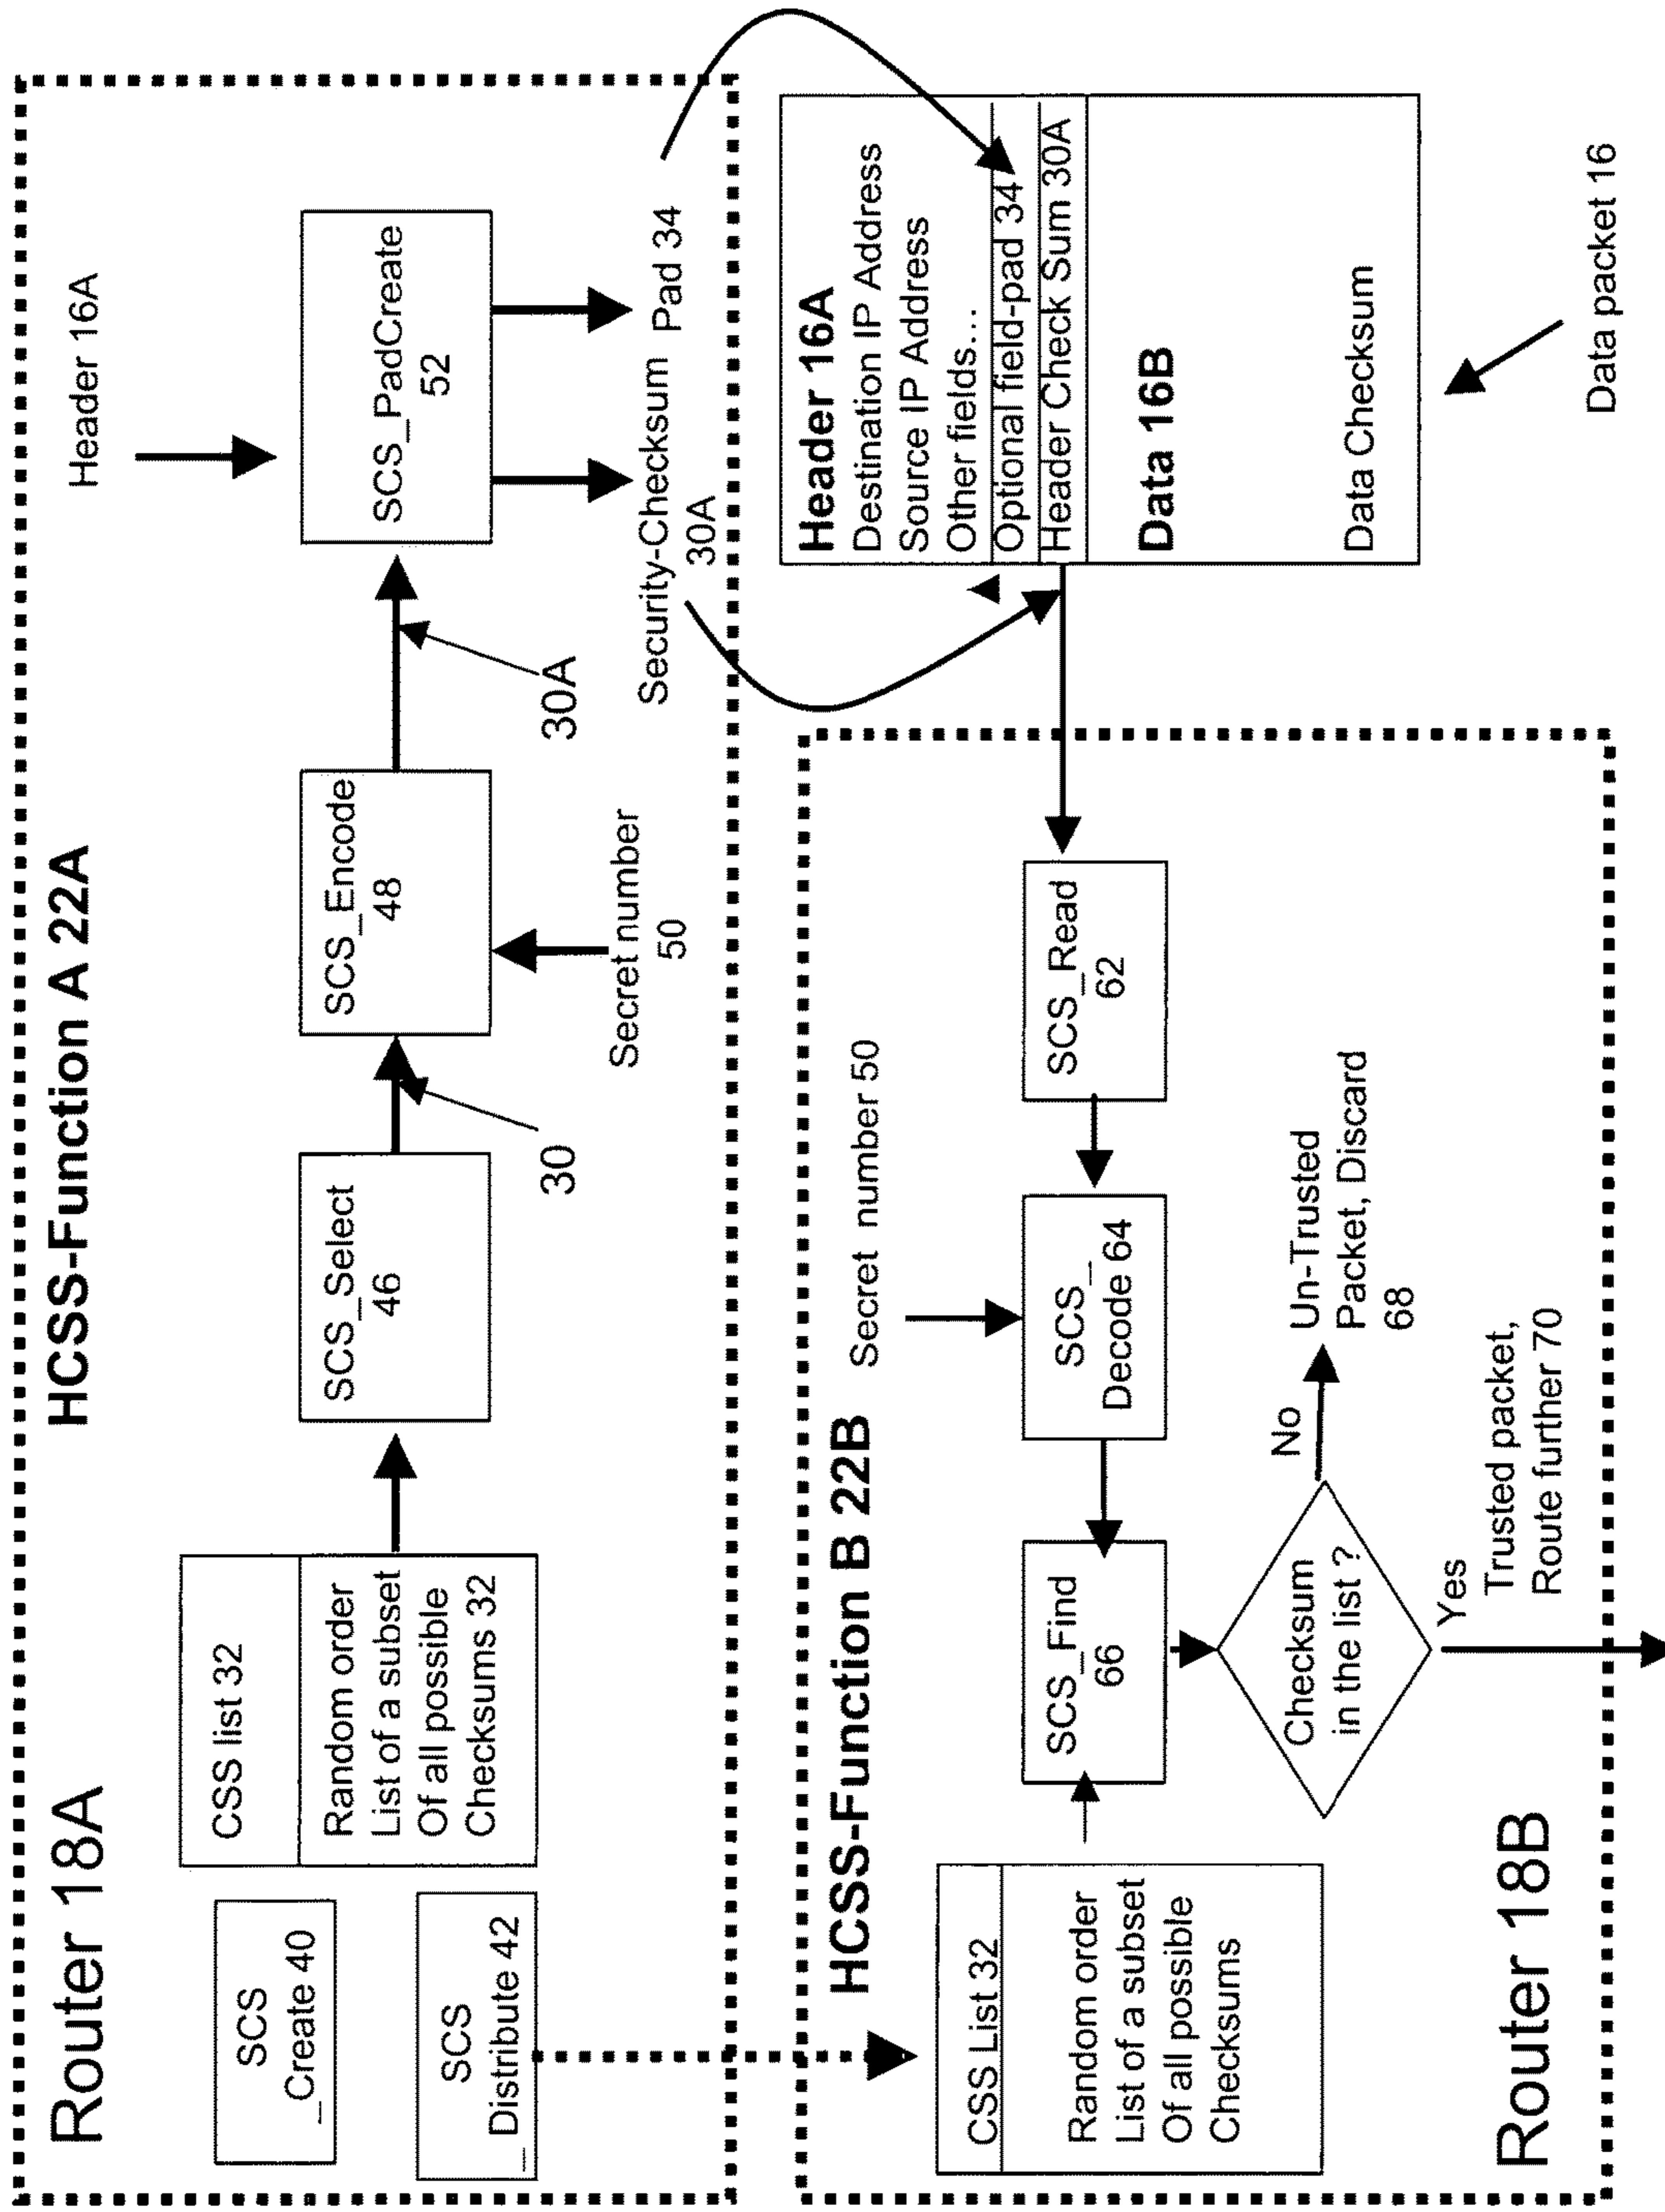 Router 18A
HCSS-Function A 22A
SCS
_Create 40
SCS
_Distribute 42
CSS list 32
Random order
List of a subset
Of all possible
Checksums 32
SCS_Select
46
30
SCS_Encode
48
Secret number
50
30A
Header 16A
SCS_PadCreate
52
Security-Checksum
30A
Pad 34
Header 16A
Destination IP Address
Source IP Address
Other fields...
Optional field-pad 34
Header Check Sum 30A
Data 16B
Data Checksum
Data packet 16
HCSS-Function B 22B
Secret number 50
CSS List 32
Random order
List of a subset
Of all possible
Checksums
SCS_Find
66
SCS_
Decode 64
SCS_Read
62
Checksum
in the list ?
No
Un-Trusted
Packet, Discard
68
Yes
Trusted packet,
Route further 70
Router 18B